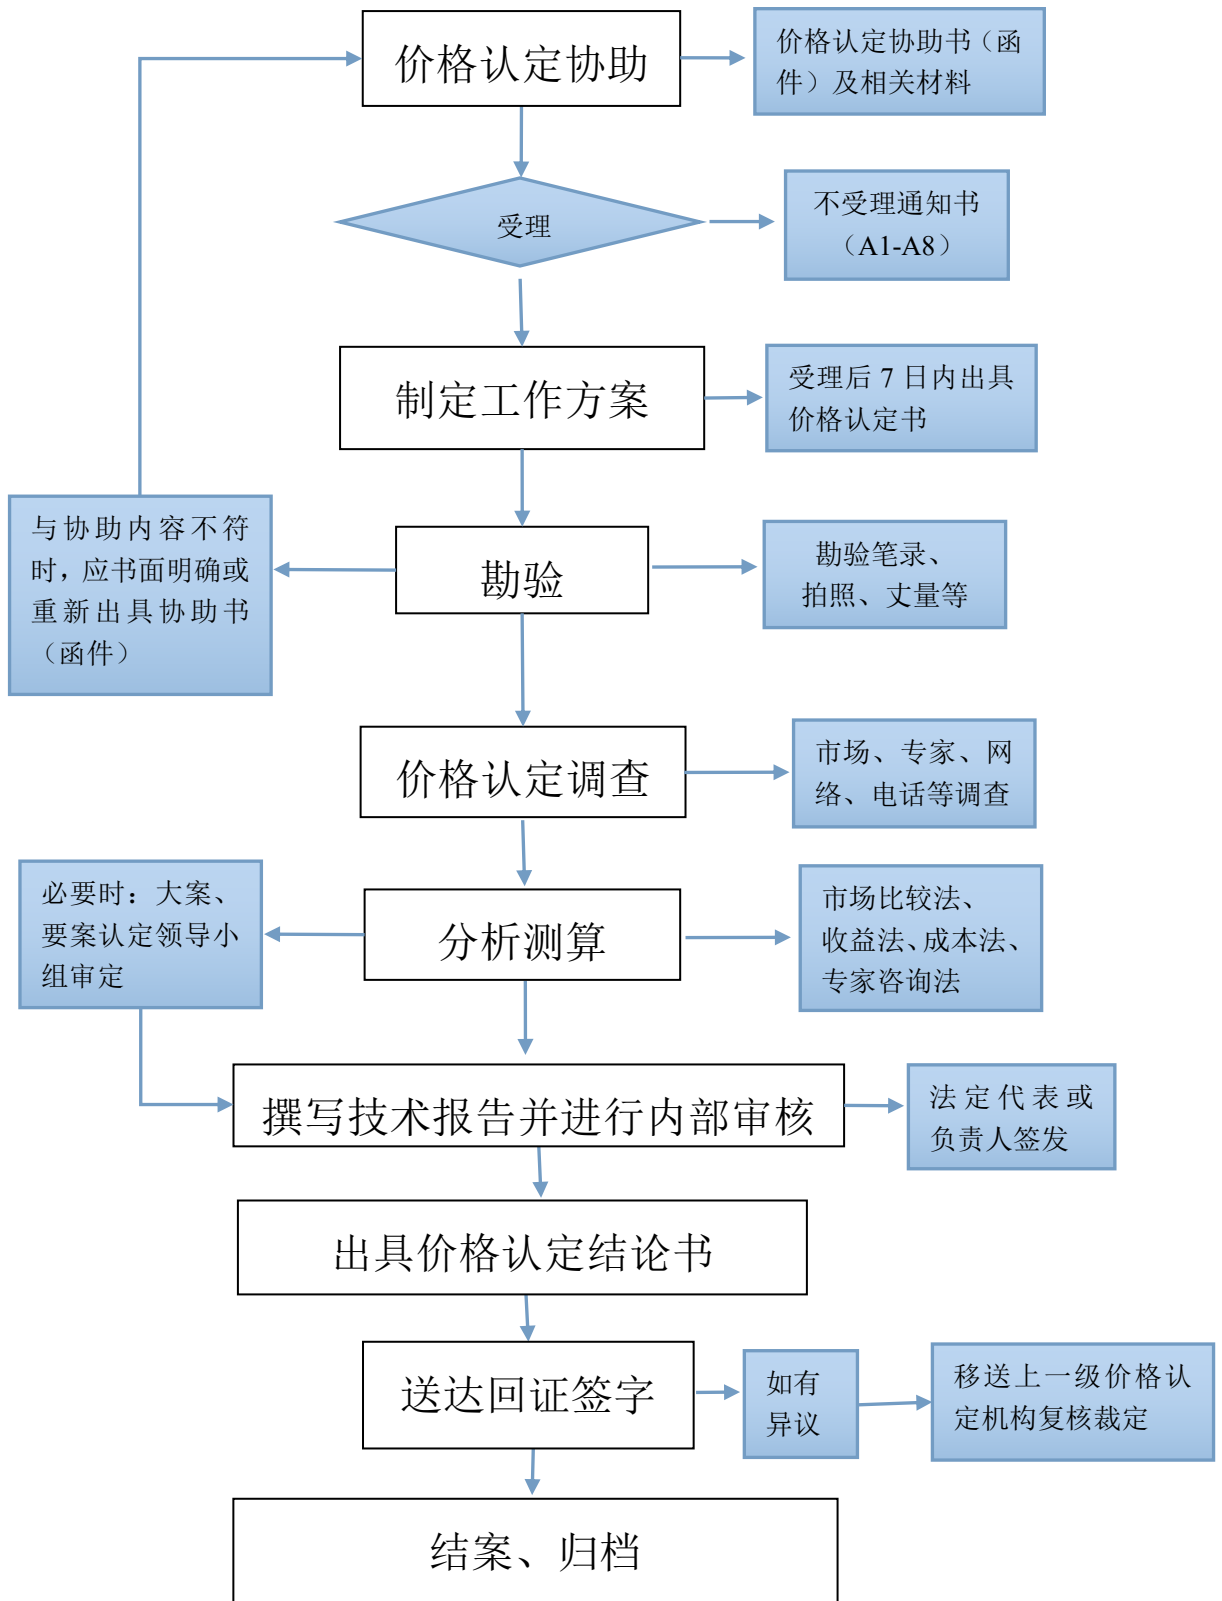 价格认定协助
价格认定协助书（函
件）及相关材料
受理
不受理通知书
（A1-A8）
制定工作方案
受理后 7 日内出具
价格认定书
与协助内容不符
时，应书面明确或
重新出具协助书
（函件）
勘验
勘验笔录、
拍照、丈量等
价格认定调查
市场、专家、网
络、电话等调查
必要时：大案、
要案认定领导小
组审定
分析测算
市场比较法、
收益法、成本法、
专家咨询法
撰写技术报告并进行内部审核
法定代表或
负责人签发
出具价格认定结论书
送达回证签字
如有
异议
移送上一级价格认
定机构复核裁定
结案、归档